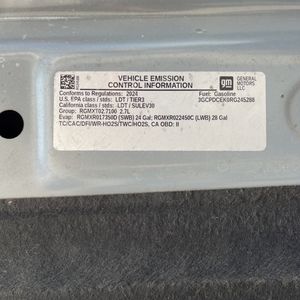 VEHICLE EMISSION
CONTROL INFORMATION
GM
GENERAL
MOTORS
LLC
Conforms to Regulations: 2024
Fuel: Gasoline
U.S. EPA class / stds: LDT / TIER3
3GCPDCEK0RG245288
California class / stds: LDT / SULEV30
Group: RGMXT02.7100 2.7L
Evap: RGMXR017350D (SWB) 24 Gal; RGMXR022450C (LWB) 28 Gal
TC/CAC/DFI/WR-HO2S/TWC/HO2S, CA OBD: II